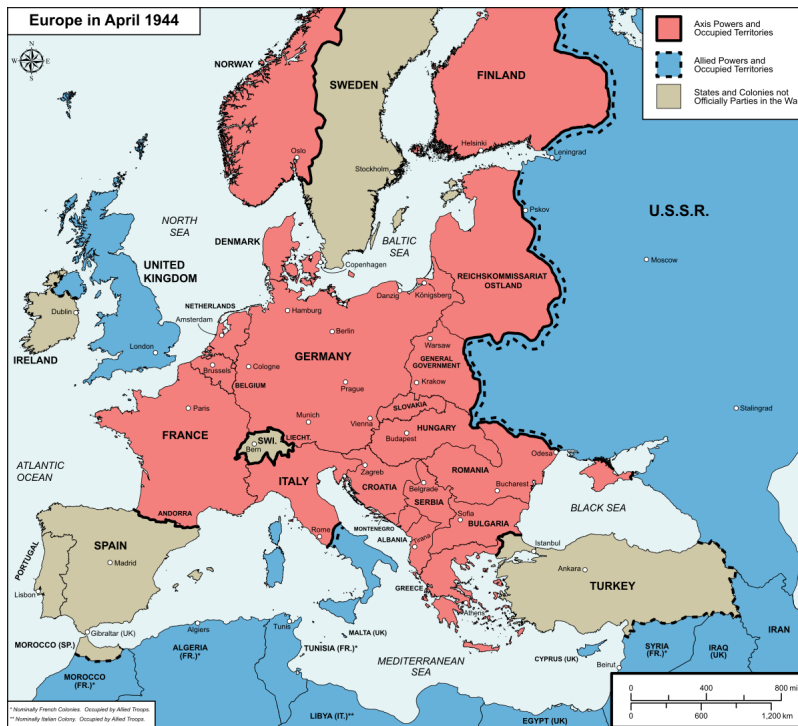 Europe in April 1944
Axis Powers and
Occupied Territories
Allied Powers and
Occupied Territories
States and Colonies not
Officially Parties in the Wa
N
W
E
S
NORWAY
SWEDEN
FINLAND
Oslo
Helsinki
Leningrad
Stockholm
NORTH
SEA
Pskov
U.S.S.R.
DENMARK
BALTIC
SEA
Moscow
UNITED
KINGDOM
Copenhagen
REICHSKOMMISSARIAT
OSTLAND
Danzig
Königsberg
NETHERLANDS
Amsterdam
Hamburg
Dublin
Berlin
IRELAND
London
Warsaw
GERMANY
GENERAL
GOVERNMENT
Brussels
Cologne
BELGIUM
Prague
Krakow
Paris
SLOVAKIA
Stalingrad
Munich
Vienna
FRANCE
SWI.
Bern
LIECHT.
HUNGARY
Budapest
Odesa
ATLANTIC
OCEAN
Zagreb
ROMANIA
ITALY
CROATIA
Belgrade
Bucharest
SERBIA
BLACK SEA
ANDORRA
Sofia
BULGARIA
MONTENEGRO
Rome
ALBANIA
Tirana
Istanbul
SPAIN
PORTUGAL
Madrid
Ankara
TURKEY
GREECE
Lisbon
Athens
Gibraltar (UK)
Algiers
Tunis
MALTA (UK)
MOROCCO (SP.)
ALGERIA
(FR.)*
TUNISIA (FR.)*
CYPRUS (UK)
SYRIA
(FR.)*
IRAQ
(UK)
IRAN
MEDITERRANEAN
SEA
Beirut
MOROCCO
(FR.)*
LIBYA (IT.)**
EGYPT (UK)
* Nominally French Colonies. Occupied by Allied Troops.
** Nominally Italian Colony. Occupied by Allied Troops.
0 400 800 mi
0 600 1,200 km